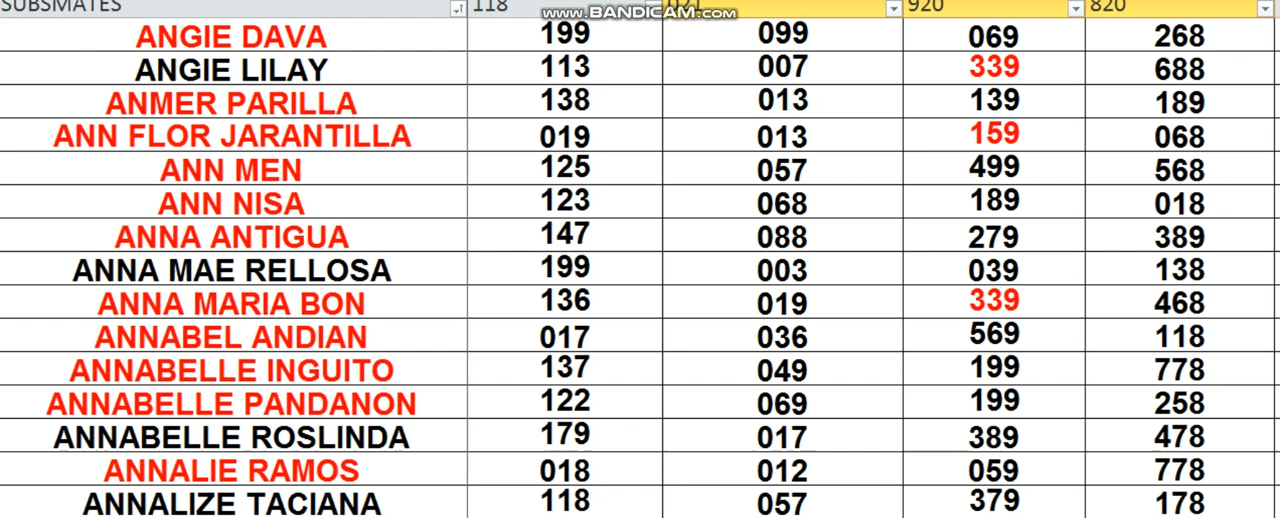 SUBSMATES 118 021 920 820
www.BANDICAM.com
ANGIE DAVA 199 099 069 268
ANGIE LILAY 113 007 339 688
ANMER PARILLA 138 013 139 189
ANN FLOR JARANTILLA 019 013 159 068
ANN MEN 125 057 499 568
ANN NISA 123 068 189 018
ANNA ANTIGUA 147 088 279 389
ANNA MAE RELLOSA 199 003 039 138
ANNA MARIA BON 136 019 339 468
ANNABEL ANDIAN 017 036 569 118
ANNABELLE INGUITO 137 049 199 778
ANNABELLE PANDANON 122 069 199 258
ANNABELLE ROSLINDA 179 017 389 478
ANNALIE RAMOS 018 012 059 778
ANNALIZE TACIANA 118 057 379 178